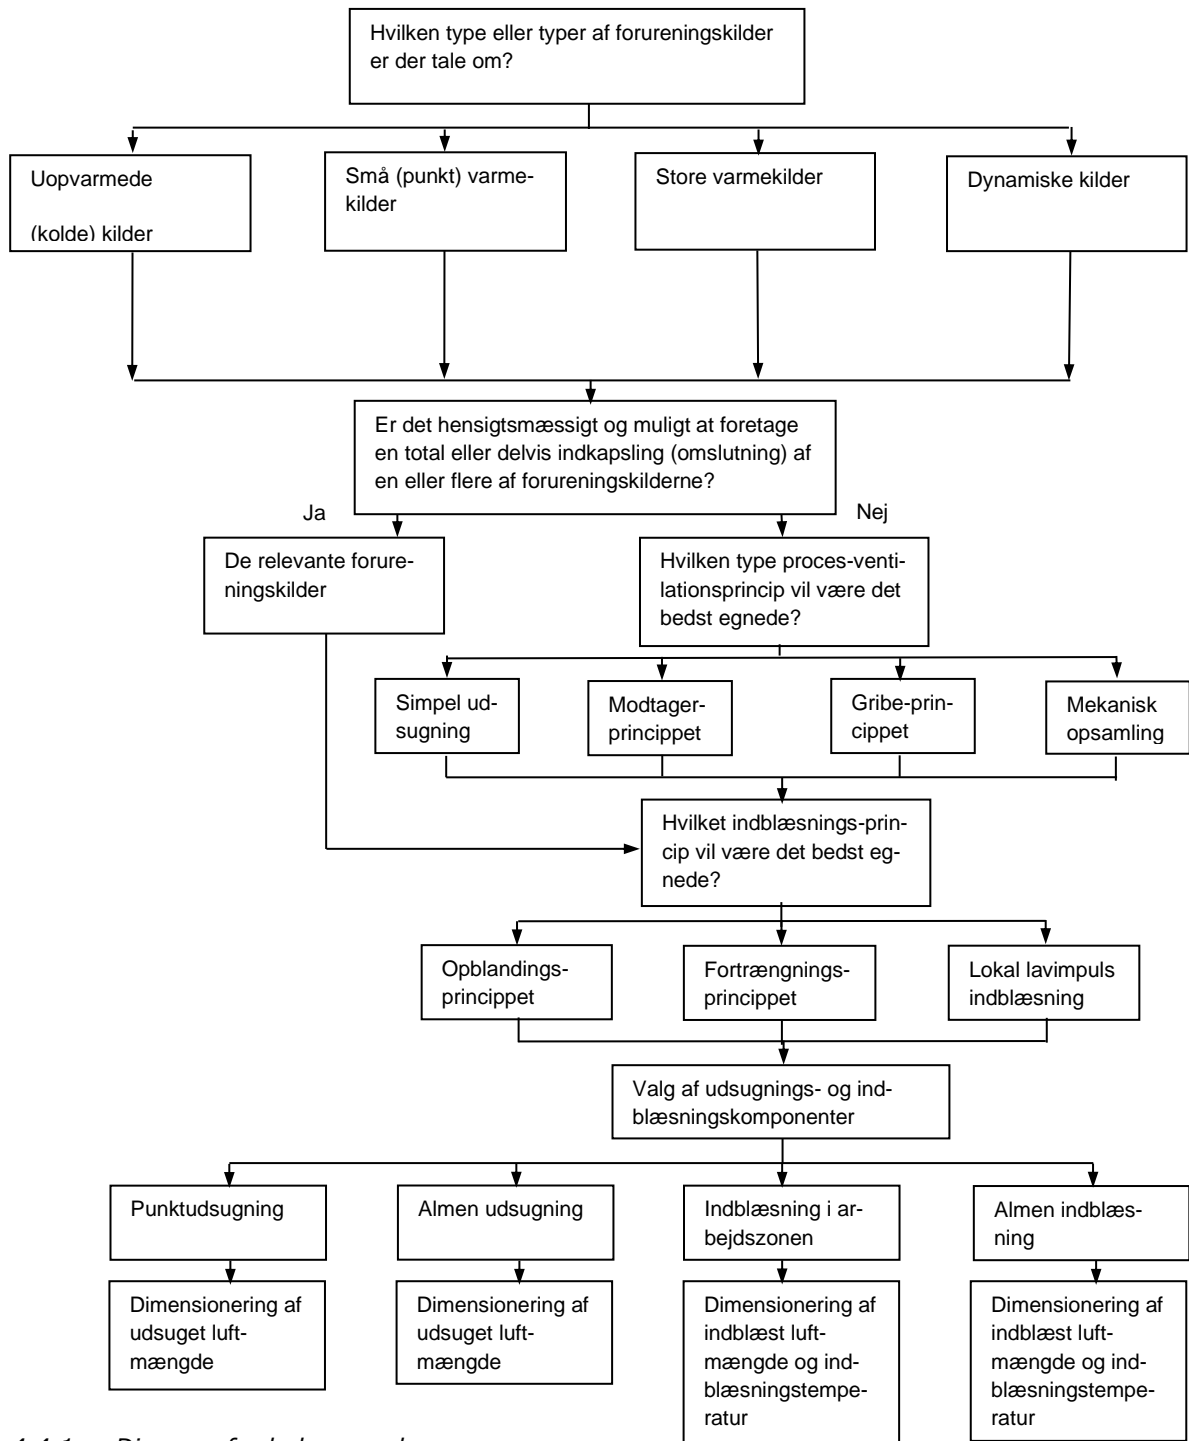 Hvilken type eller typer af forureningskilder
er der tale om?
Uopvarmede
(kolde) kilder
Små (punkt) varme-
kilder
Store varmekilder
Dynamiske kilder
Er det hensigtsmæssigt og muligt at foretage
en total eller delvis indkapsling (omslutning) af
en eller flere af forureningskilderne?
Ja
Nej
De relevante forure-
ningskilder
Hvilken type proces-venti-
lationsprincip vil være det
bedst egnede?
Simpel ud-
sugning
Modtager-
princippet
Gribe-prin-
cippet
Mekanisk
opsamling
Hvilket indblæsnings-prin-
cip vil være det bedst eg-
nede?
Opblandings-
princippet
Fortrængnings-
princippet
Lokal lavimpuls
indblæsning
Valg af udsugnings- og ind-
blæsningskomponenter
Punktudsugning
Almen udsugning
Indblæsning i ar-
bejdszonen
Almen indblæs-
ning
Dimensionering af
udsuget luft-
mængde
Dimensionering af
udsuget luft-
mængde
Dimensionering af
indblæst luft-
mængde og ind-
blæsningstempe-
ratur
Dimensionering af
indblæst luft-
mængde og ind-
blæsningstempe-
ratur